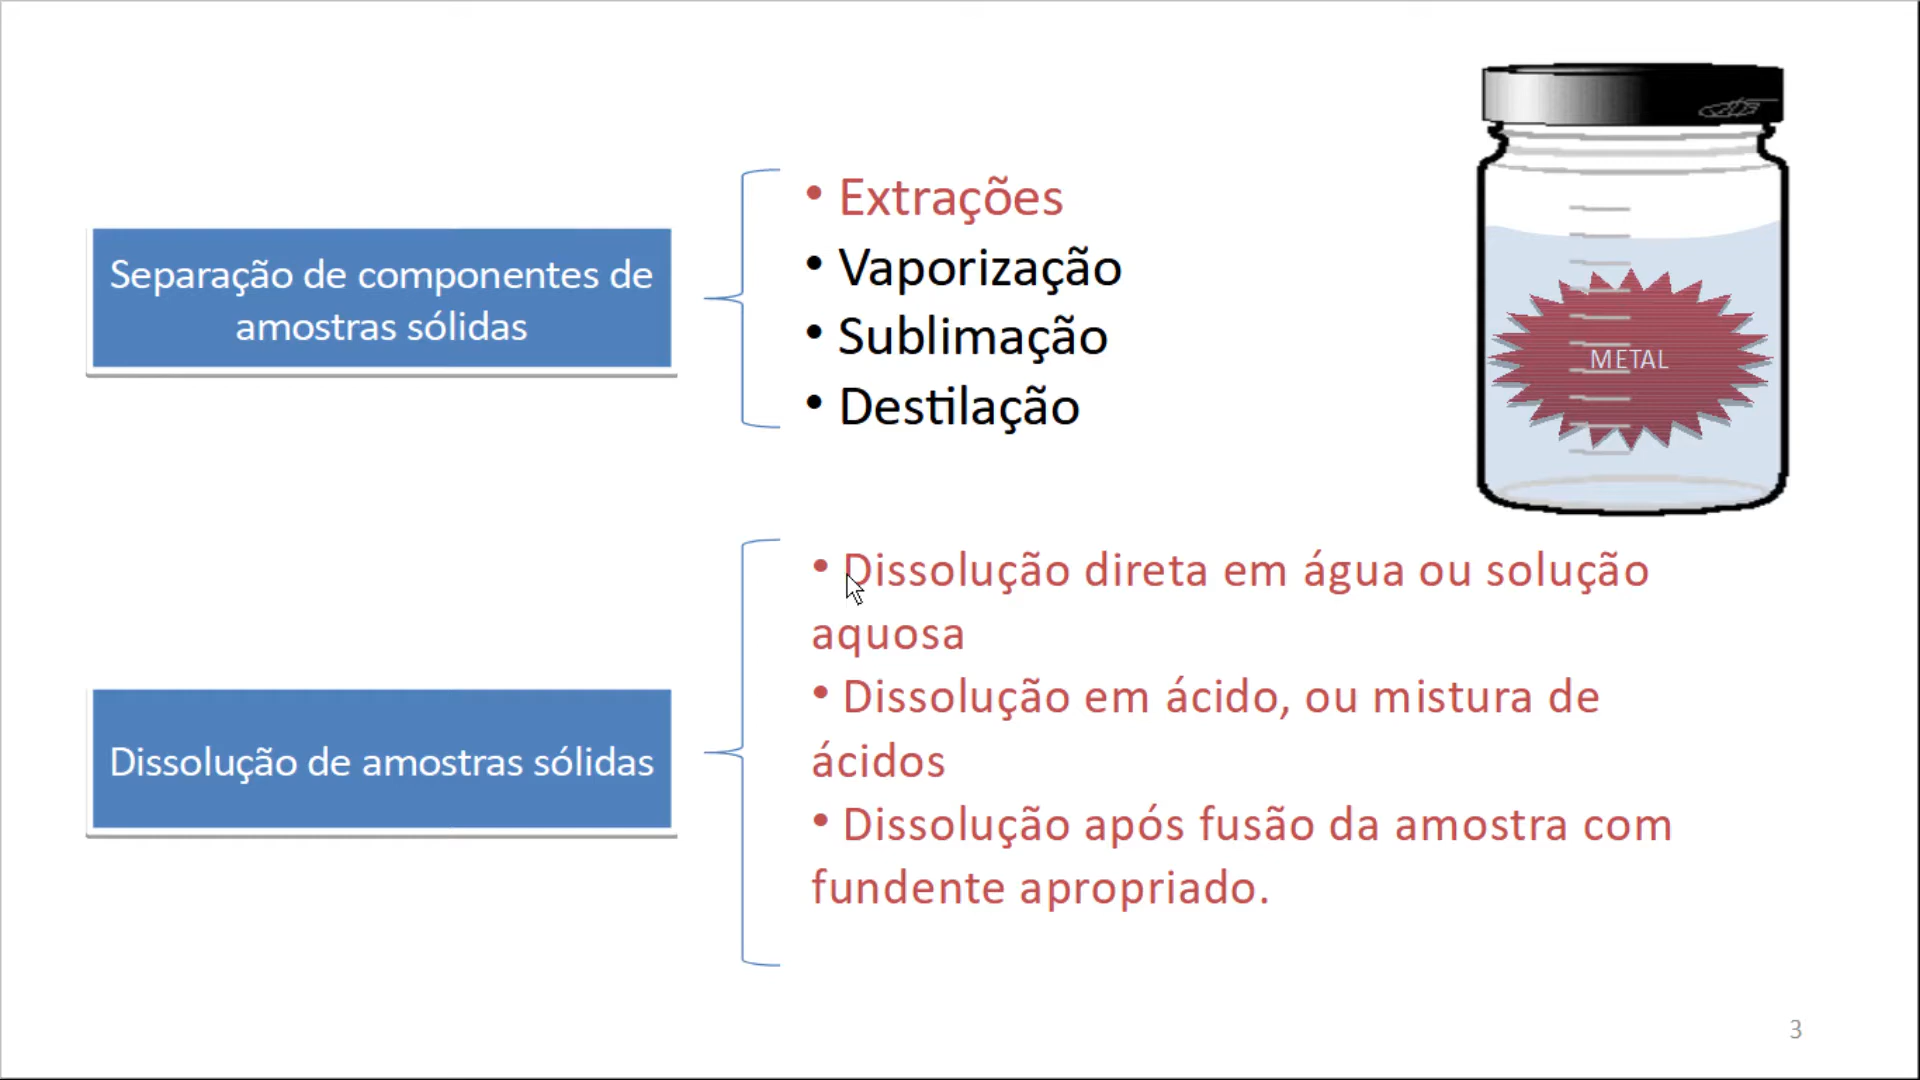 Separação de componentes de
amostras sólidas
• Extrações
• Vaporização
• Sublimação
• Destilação
METAL
Dissolução de amostras sólidas
• Dissolução direta em água ou solução
aquosa
• Dissolução em ácido, ou mistura de
ácidos
• Dissolução após fusão da amostra com
fundente apropriado.
3